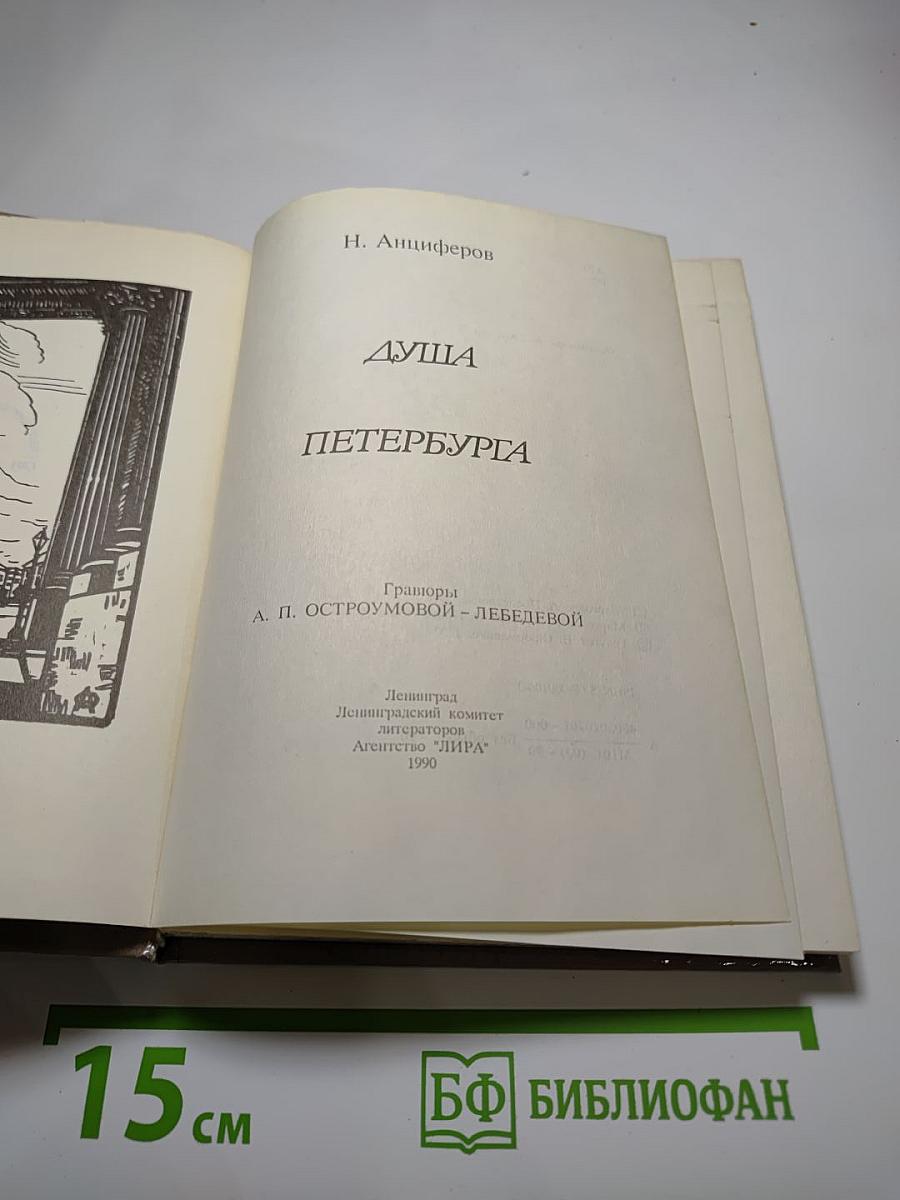 Н. Анциферов
ДУША
ПЕТЕРБУРГА
Гравюры
А. П. ОСТРОУМОВОЙ - ЛЕБЕДЕВОЙ
Ленинград
Ленинградский комитет
литераторов
Агентство "ЛИРА"
1990
15 см
БФ БИБЛИОФАН